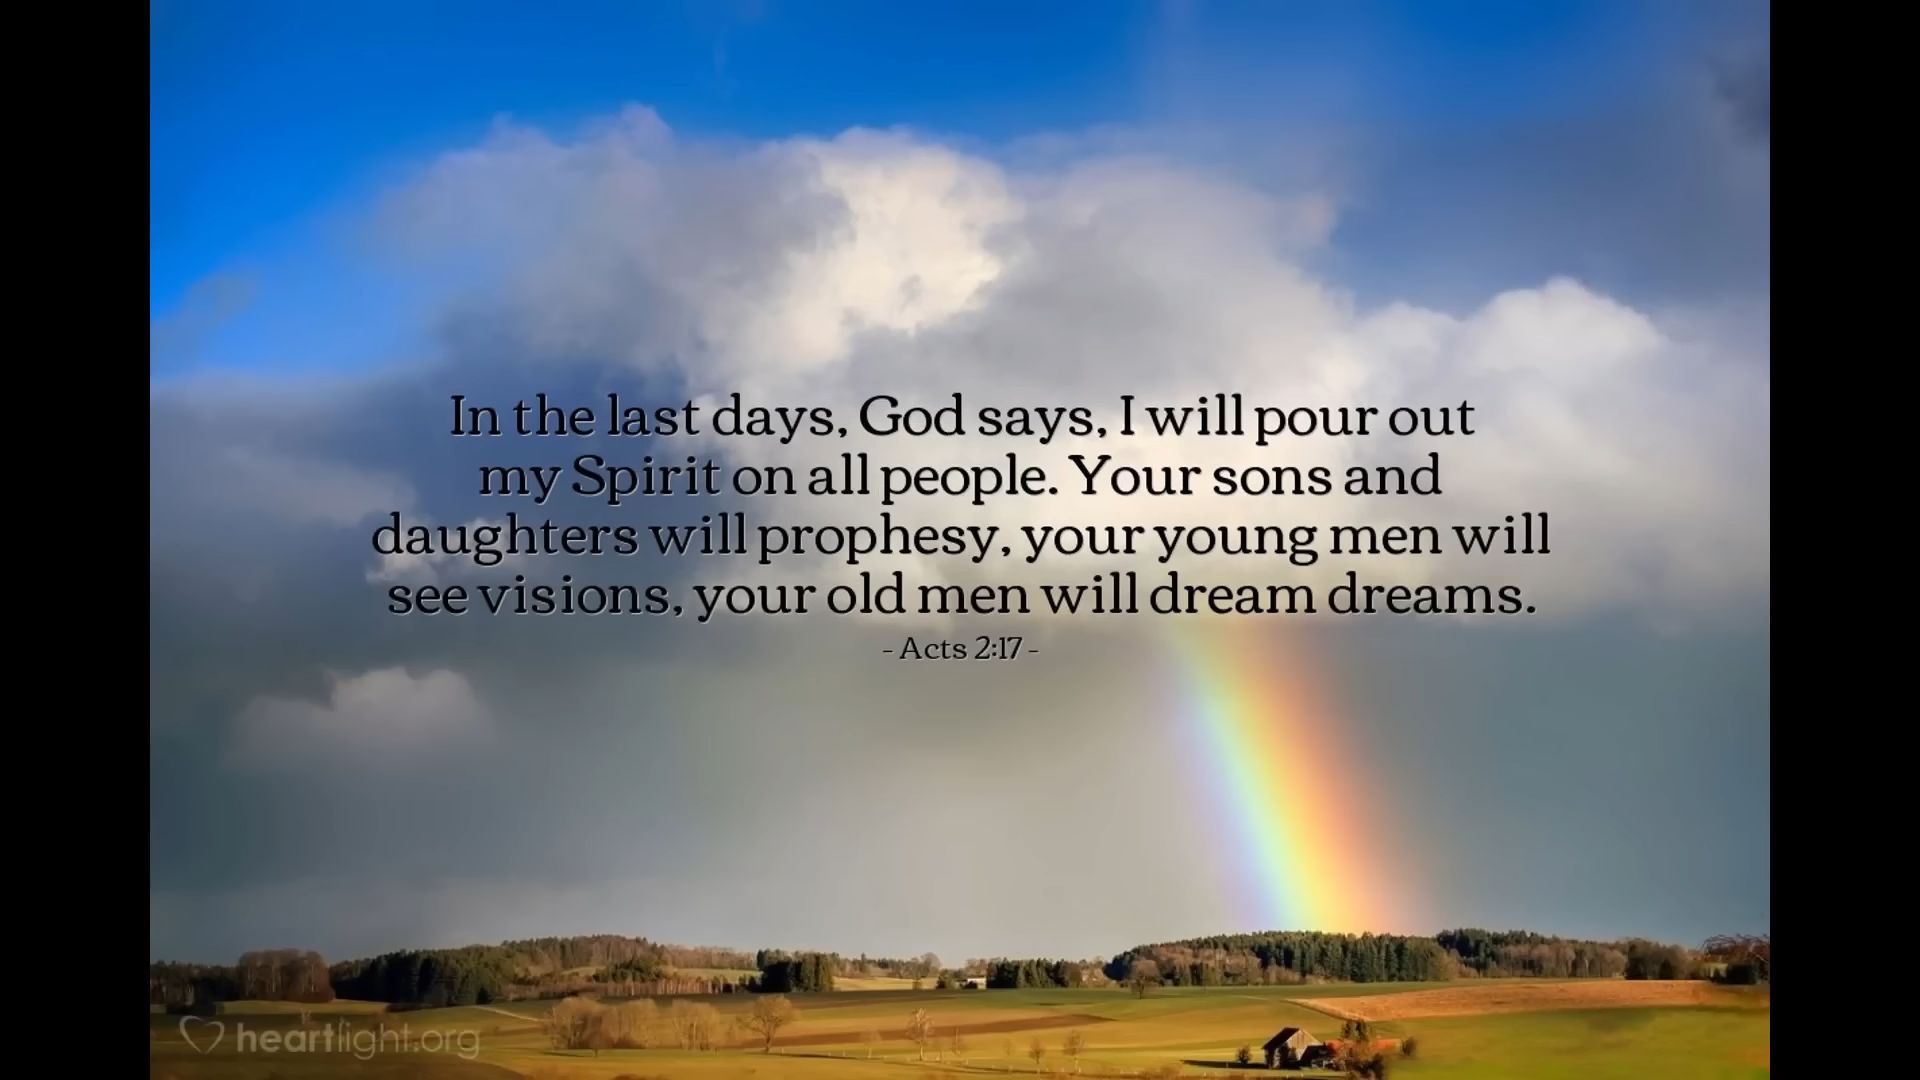 In the last days, God says, I will pour out
my Spirit on all people. Your sons and
daughters will prophesy, your young men will
see visions, your old men will dream dreams.
- Acts 2:17 -
heartlight.org